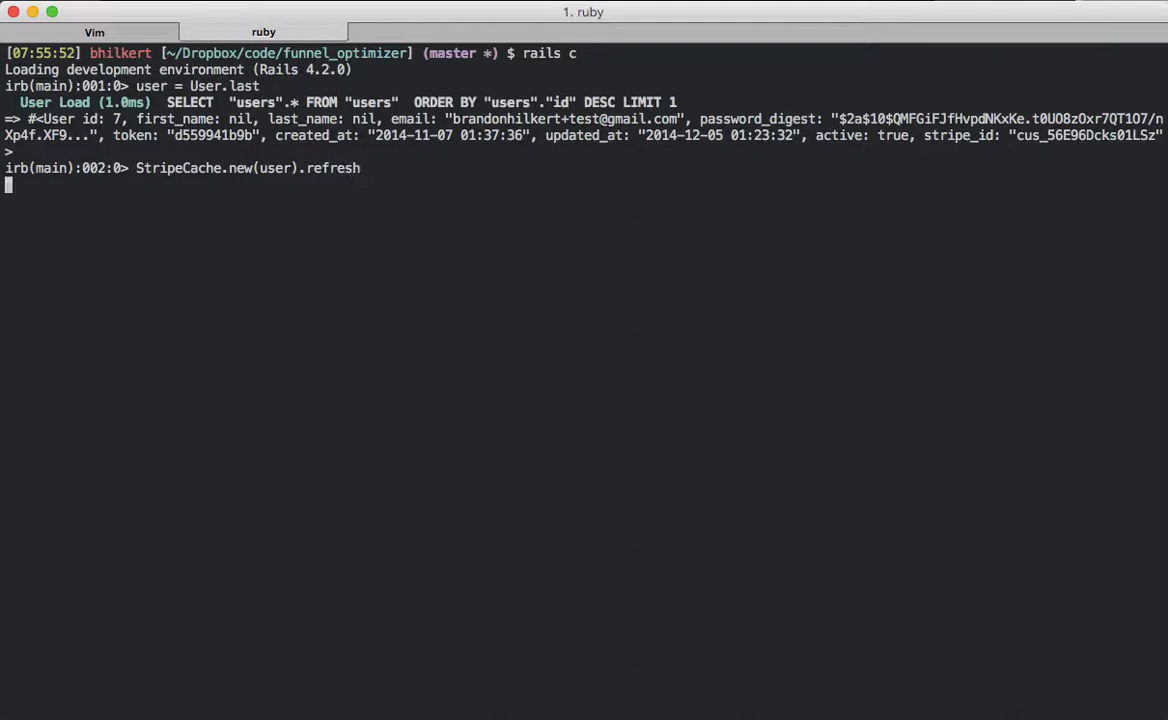 1. ruby
Vim
ruby
[07:55:52] bhilkert [~/Dropbox/code/funnel_optimizer] (master *) $ rails c
Loading development environment (Rails 4.2.0)
irb(main):001:0> user = User.last
User Load (1.0ms) SELECT "users".* FROM "users" ORDER BY "users"."id" DESC LIMIT 1
=> #<User id: 7, first_name: nil, last_name: nil, email: "brandonhilkert+test@gmail.com", password_digest: "$2a$10$QMFGiFJfHvpdNKxKe.t0UO8zOxr7QT1O7/n
Xp4f.XF9...", token: "d559941b9b", created_at: "2014-11-07 01:37:36", updated_at: "2014-12-05 01:23:32", active: true, stripe_id: "cus_56E96Dcks01LSz"
>
irb(main):002:0> StripeCache.new(user).refresh